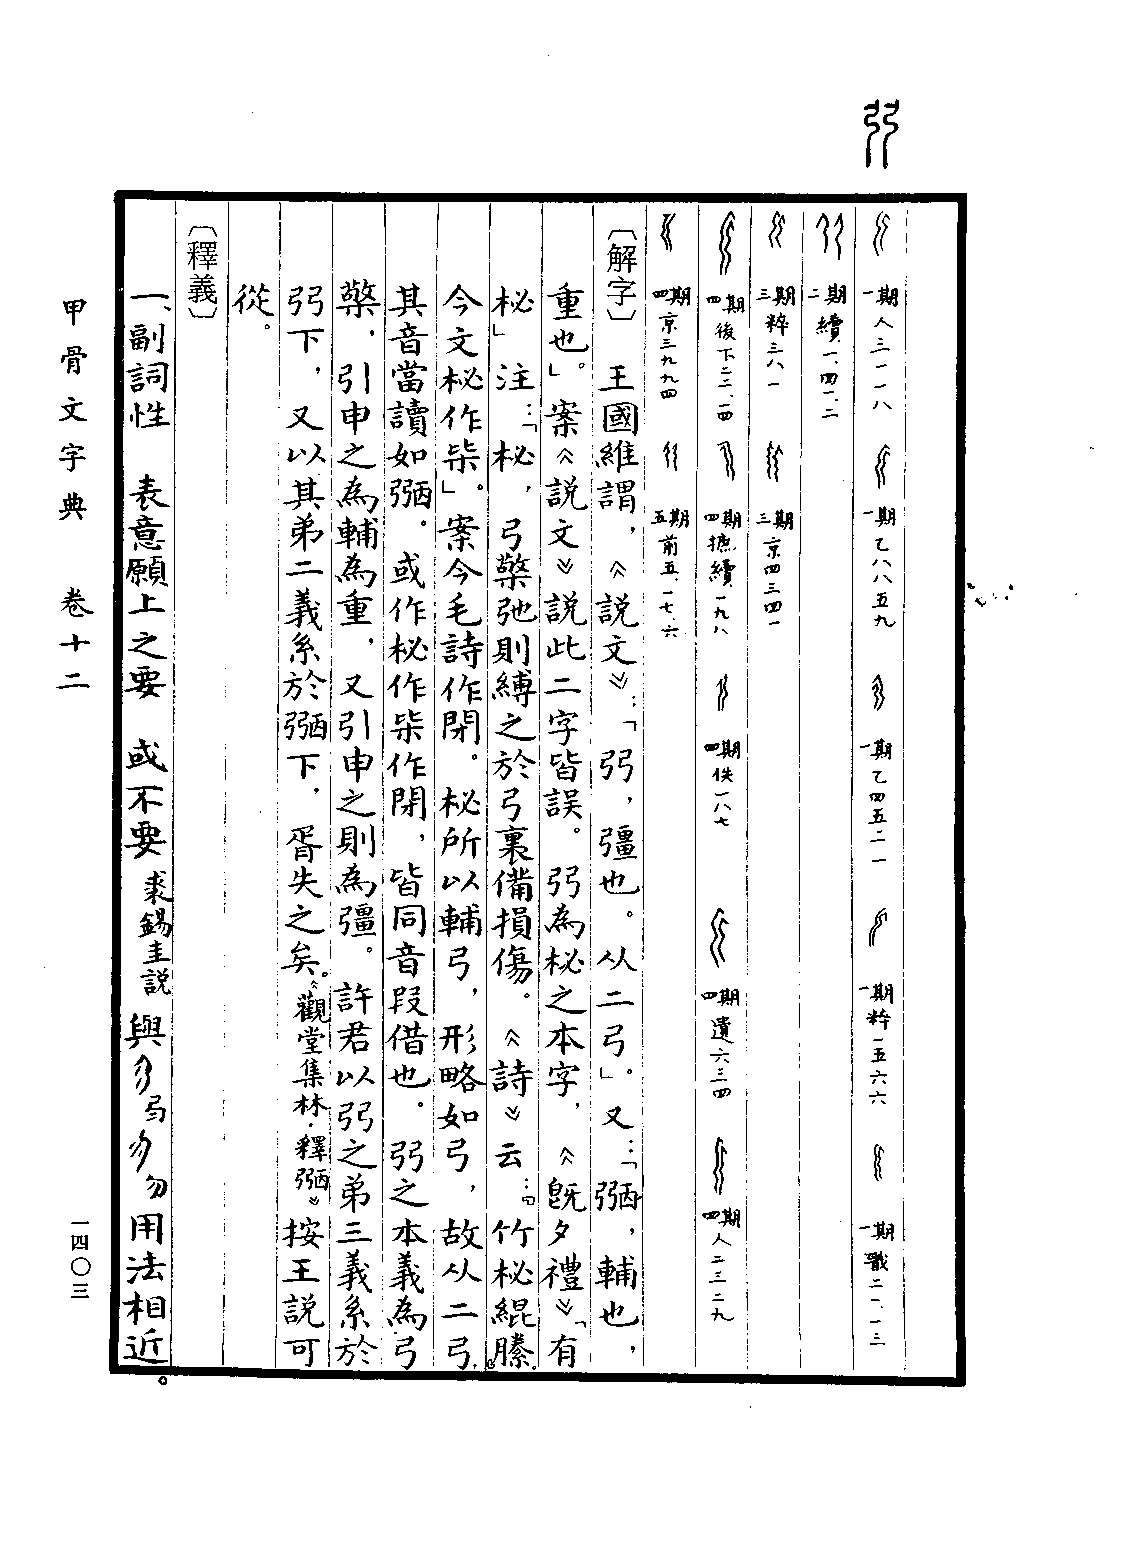 弜
一期人三一一八 一期乙八八五九 一期乙四五二一 一期粹一五六六 一期戩二一.一三
二期續一.四一.二
三期粹三八一 三期京四三四一
四期後下二二.一四 四期摭續一九八 四期佚一八七 四期遺六三四 四期人二三二九
四期京三九九四 五期前五.一七.六
〔解字〕 王國維謂，《說文》：「弜，彊也。从二弓」。又：「弼，輔也，
重也。」案《說文》說此二字皆誤。弜為柲之本字，《旣夕禮》「有
柲」注：「柲，弓檠弛則縛之於弓裏備損傷。《詩》云：『竹柲緄縢。』
今文柲作枈」。案今毛詩作閉。柲所以輔弓，形略如弓，故从二弓，
其音當讀如弼。或作柲作枈作閉，皆同音叚借也。弜之本義為弓
檠，引申之為輔為重，又引申之則為彊。許君以弜之第三義系於
弜下，又以其弟二義系於弼下，胥失之矣。《觀堂集林·釋弼》按王說可
從。
〔釋義〕
一、副詞性 表意願上之要 或不要裘錫圭說與弓勿用法相近。
甲骨文字典 卷十二
一四〇三